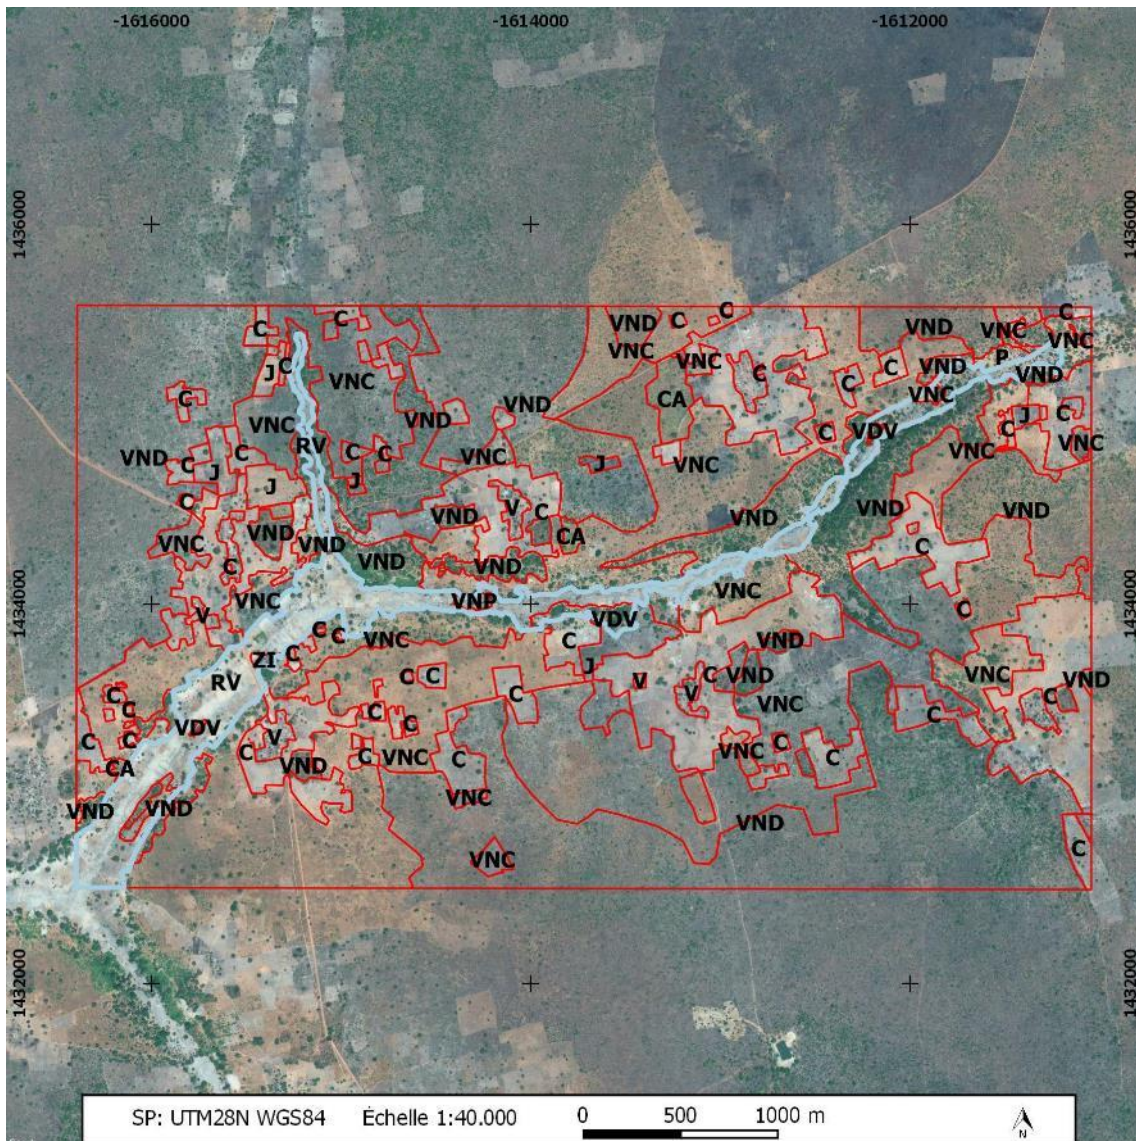 -1616000 -1614000 -1612000
1436000 1436000
C C C C
VND C VND VNC VNC
VNC P
J C VNC VNC C C VND VND
C VNC CA C VNC
VND VND J C
VNC C VDV C
RV VNC VNC VNC
VND C J C C C VNC J
J J
C V C VND VND VND
VND CA
VNC VND VND C
C VND
VNC VNP VNC C
V VDV
C C VNC C VND
ZI C J
RV C C C V V C VND VNC VND
C C C C VNC C C
VDV V
C C C VND C VNC C VNC C C
CA
VND VND VNC VND
VNC C
1434000 1434000
1432000 1432000
SP: UTM28N WGS84 Échelle 1:40.000 0 500 1000 m
N